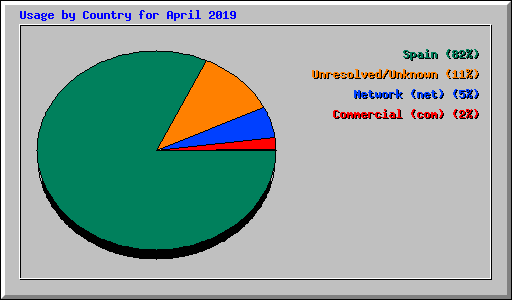 Usage by Country for April 2019
Spain (82%)
Unresolved/Unknown (11%)
Network (net) (5%)
Commercial (com) (2%)